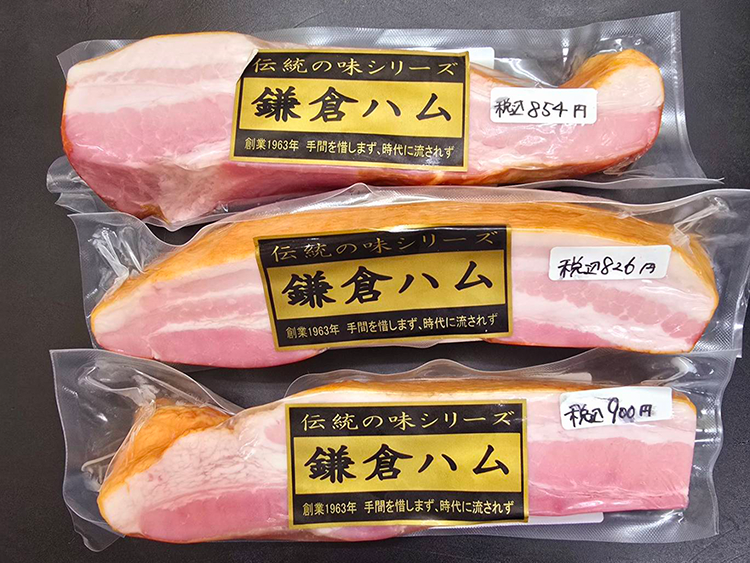 伝統の味シリーズ
鎌倉ハム
創業1963年 手間を惜しまず、時代に流されず
税込854円
伝統の味シリーズ
鎌倉ハム
創業1963年 手間を惜しまず、時代に流されず
税込826円
伝統の味シリーズ
鎌倉ハム
創業1963年 手間を惜しまず、時代に流されず
税込900円